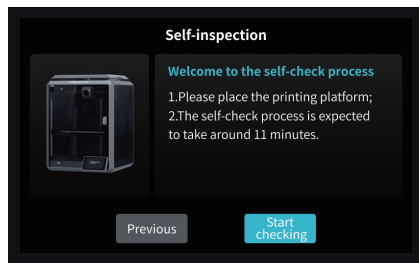 Self-inspection
Welcome to the self-check process
1.Please place the printing platform;
2.The self-check process is expected
to take around 11 minutes.
Previous
Start
checking